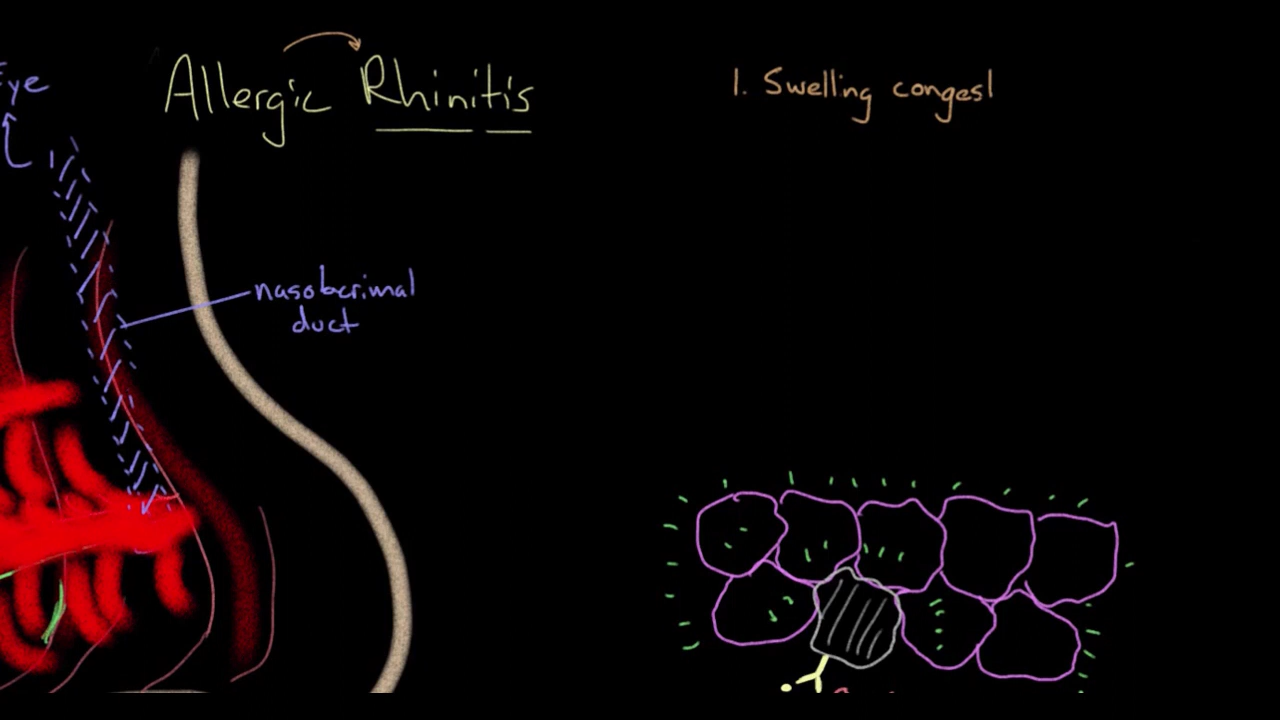 Eye
Allergic Rhinitis
1. Swelling congest
nasolacrimal
duct